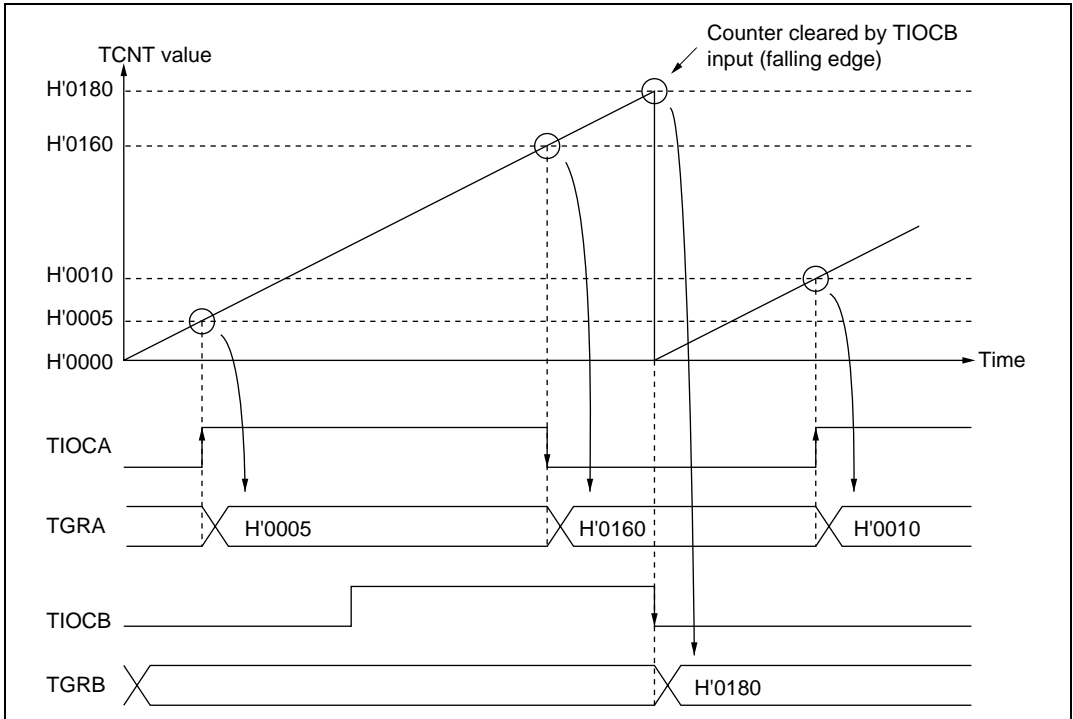 Counter cleared by TIOCB
input (falling edge)
TCNT value
H'0180
H'0160
H'0010
H'0005
H'0000
Time
TIOCA
TGRA
H'0005
H'0160
H'0010
TIOCB
TGRB
H'0180